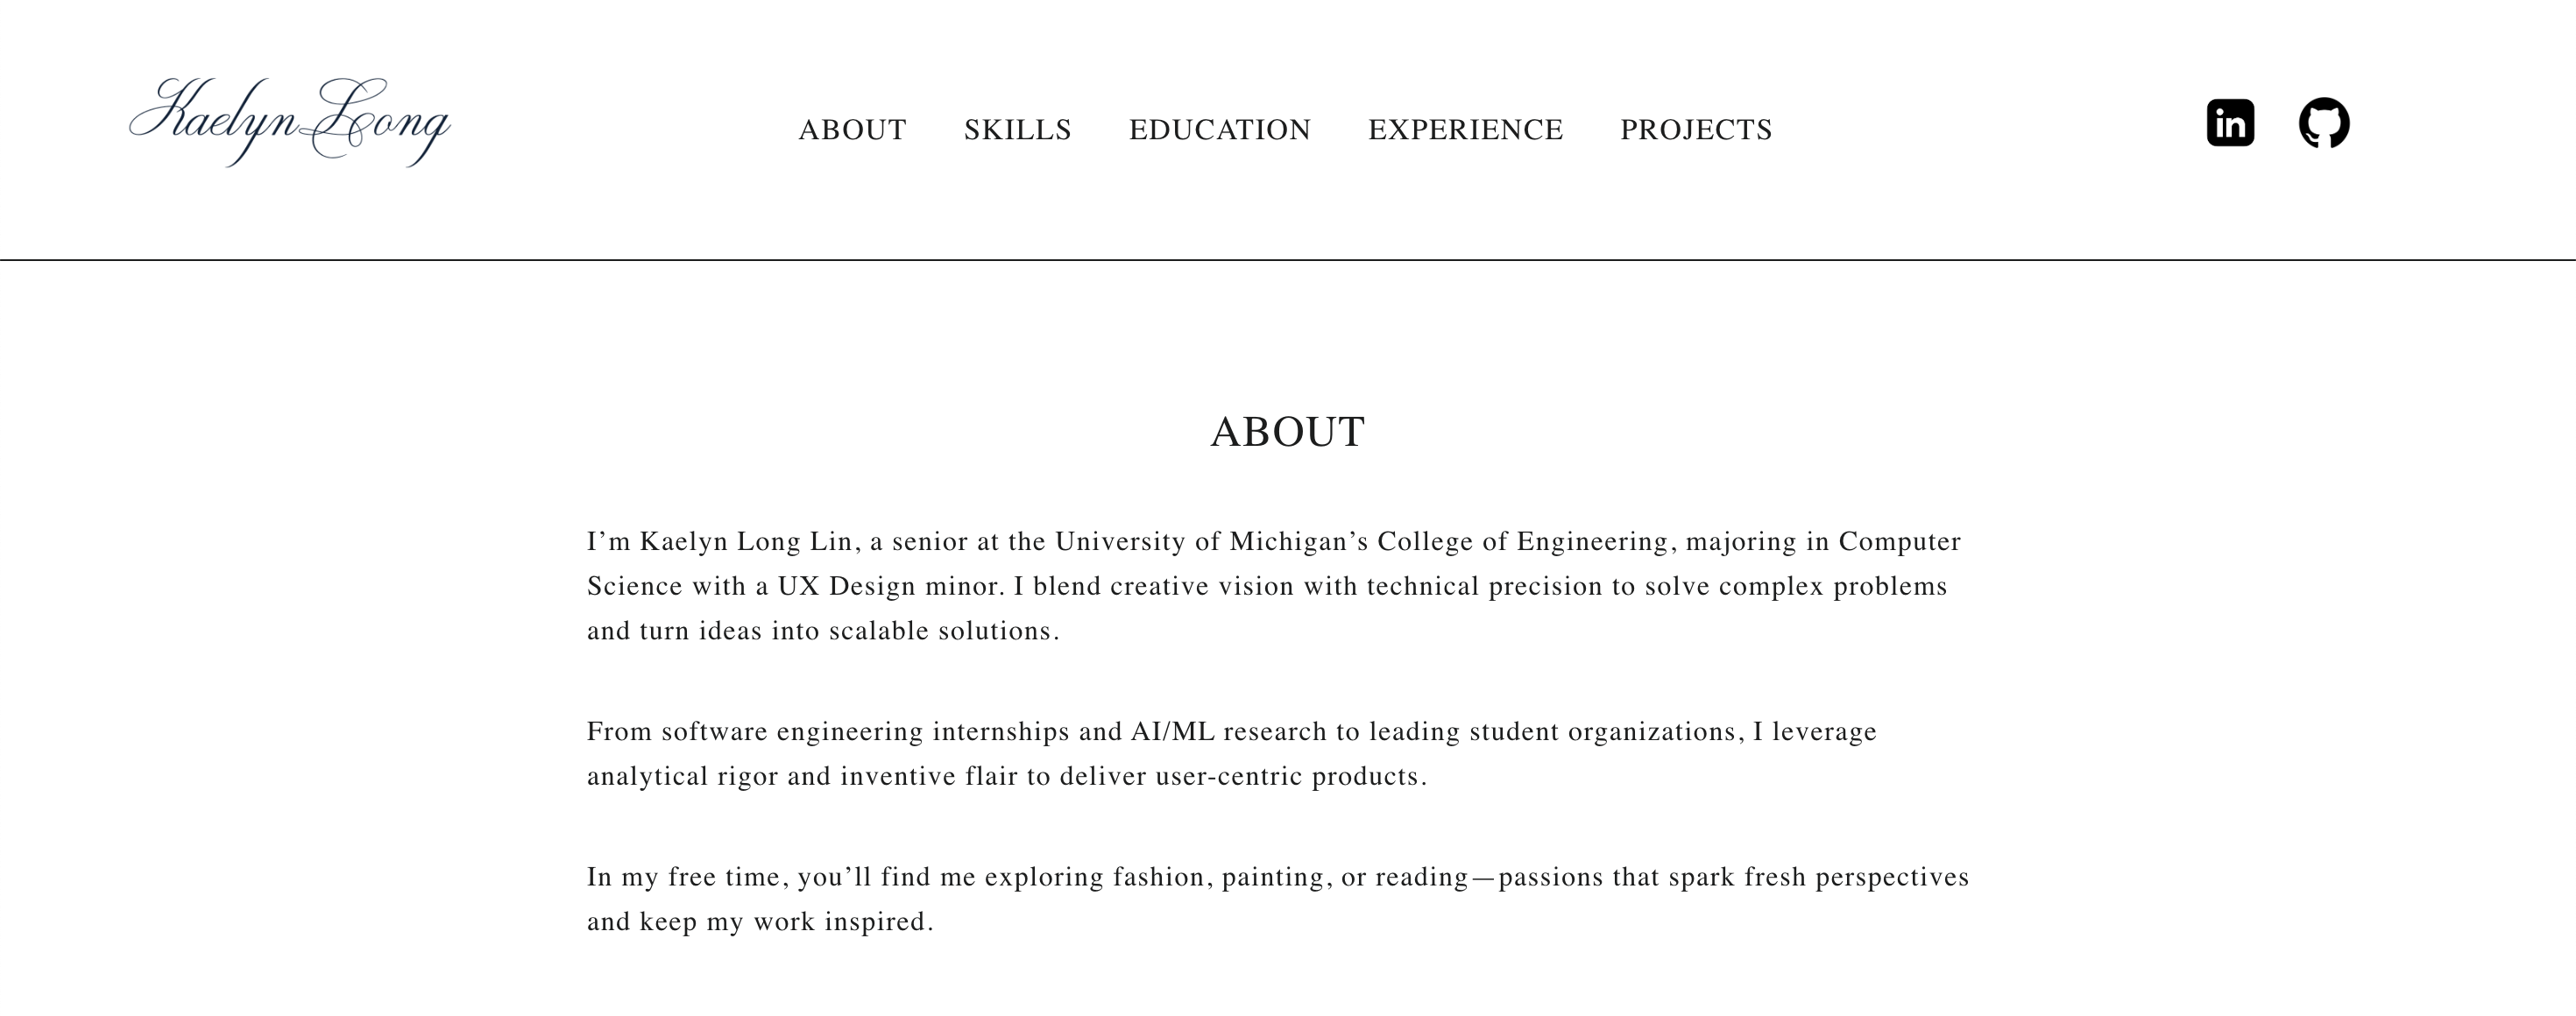 Kaelyn Long
ABOUT SKILLS EDUCATION EXPERIENCE PROJECTS
in
ABOUT
I’m Kaelyn Long Lin, a senior at the University of Michigan’s College of Engineering, majoring in Computer
Science with a UX Design minor. I blend creative vision with technical precision to solve complex problems
and turn ideas into scalable solutions.
From software engineering internships and AI/ML research to leading student organizations, I leverage
analytical rigor and inventive flair to deliver user-centric products.
In my free time, you’ll find me exploring fashion, painting, or reading—passions that spark fresh perspectives
and keep my work inspired.